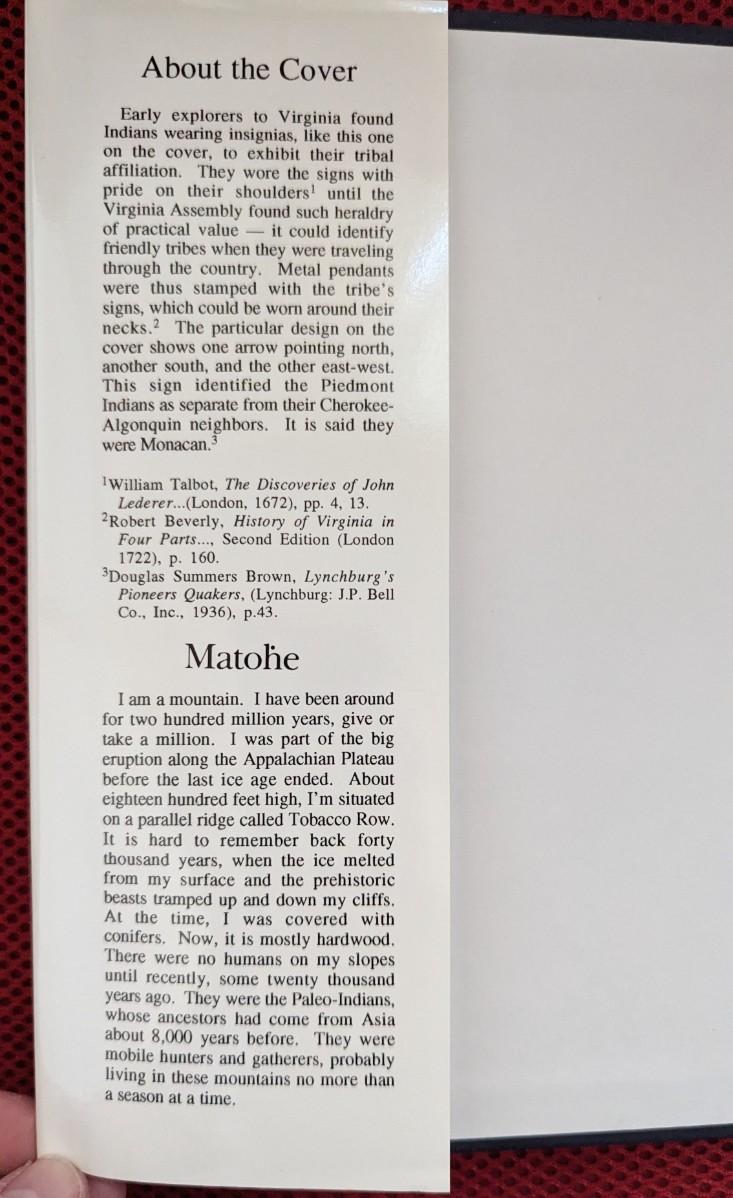 About the Cover
Early explorers to Virginia found
Indians wearing insignias, like this one
on the cover, to exhibit their tribal
affiliation. They wore the signs with
pride on their shoulders¹ until the
Virginia Assembly found such heraldry
of practical value — it could identify
friendly tribes when they were traveling
through the country. Metal pendants
were thus stamped with the tribe's
signs, which could be worn around their
necks.² The particular design on the
cover shows one arrow pointing north,
another south, and the other east-west.
This sign identified the Piedmont
Indians as separate from their Cherokee-
Algonquin neighbors. It is said they
were Monacan.³
¹William Talbot, The Discoveries of John
Lederer...(London, 1672), pp. 4, 13.
²Robert Beverly, History of Virginia in
Four Parts..., Second Edition (London
1722), p. 160.
³Douglas Summers Brown, Lynchburg's
Pioneers Quakers, (Lynchburg: J.P. Bell
Co., Inc., 1936), p.43.
Matoḣe
I am a mountain. I have been around
for two hundred million years, give or
take a million. I was part of the big
eruption along the Appalachian Plateau
before the last ice age ended. About
eighteen hundred feet high, I'm situated
on a parallel ridge called Tobacco Row.
It is hard to remember back forty
thousand years, when the ice melted
from my surface and the prehistoric
beasts tramped up and down my cliffs.
At the time, I was covered with
conifers. Now, it is mostly hardwood.
There were no humans on my slopes
until recently, some twenty thousand
years ago. They were the Paleo-Indians,
whose ancestors had come from Asia
about 8,000 years before. They were
mobile hunters and gatherers, probably
living in these mountains no more than
a season at a time.